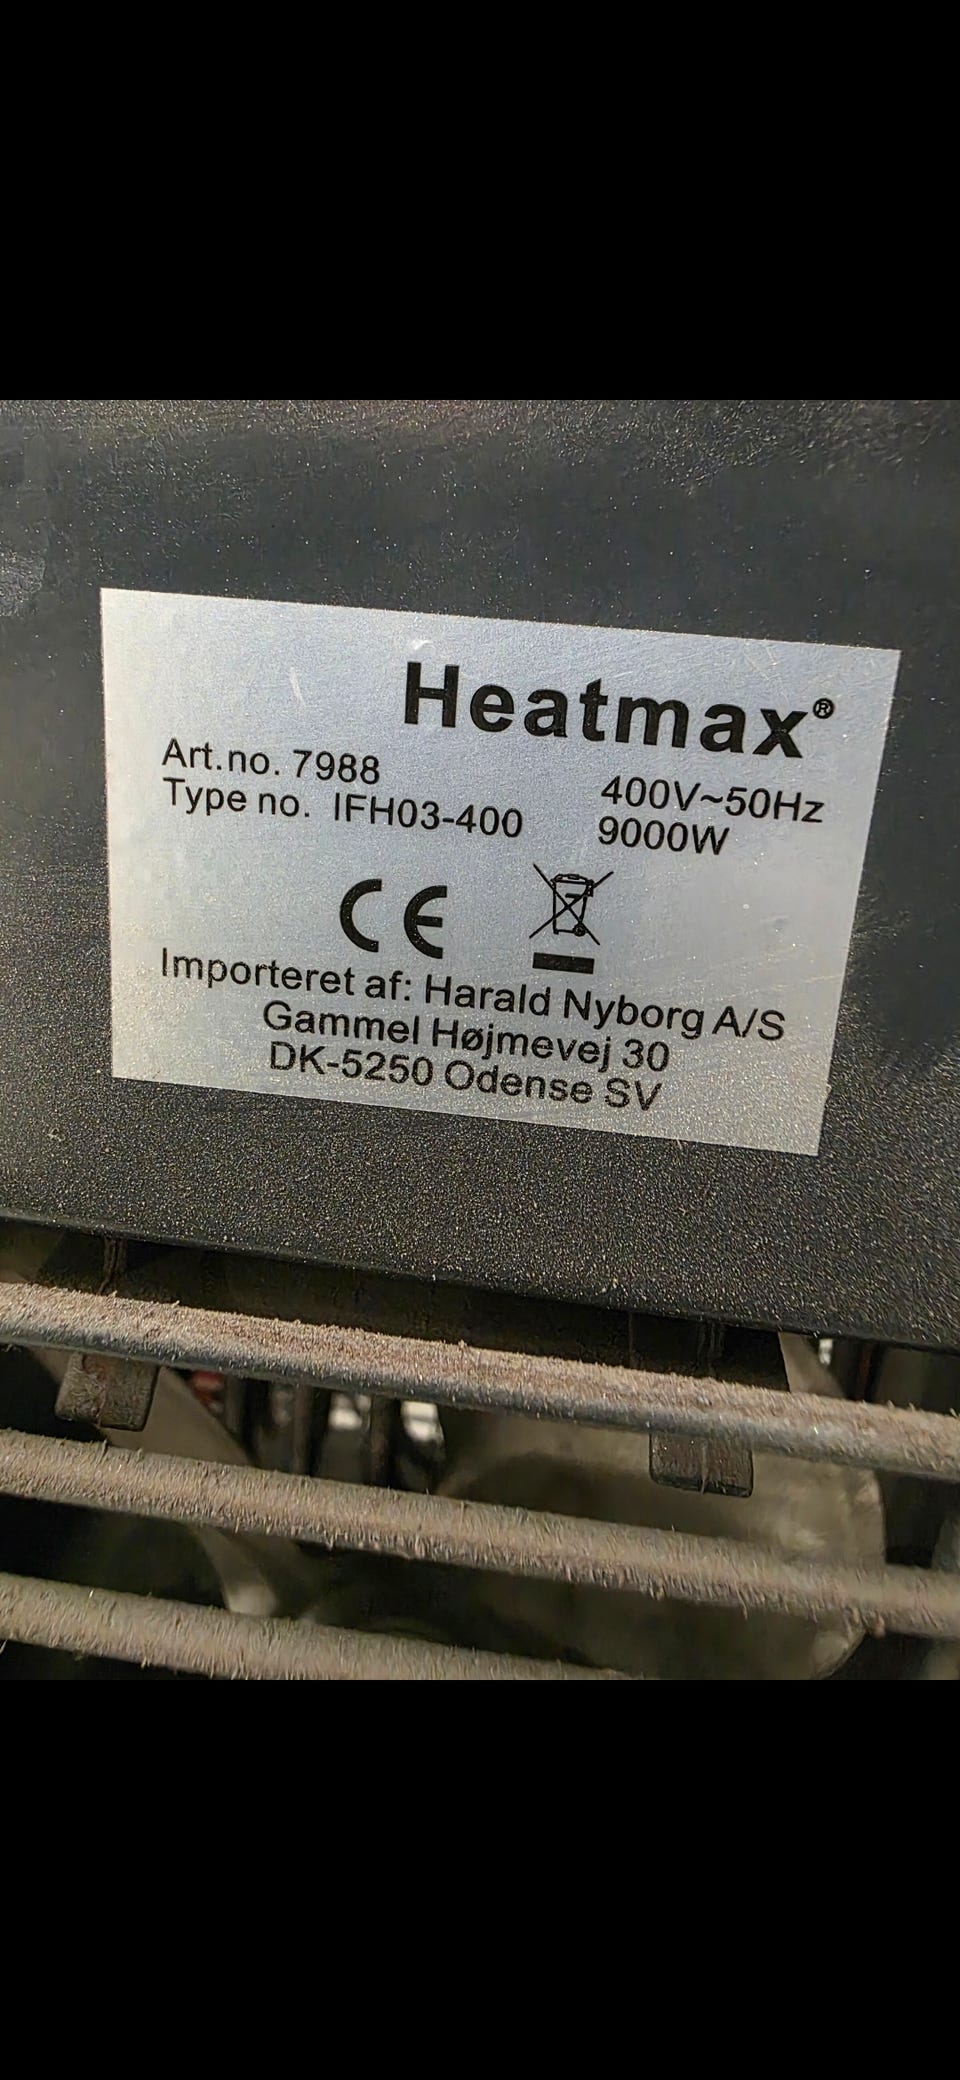 Heatmax®
Art.no. 7988
400V~50Hz
Type no. IFH03-400
9000W
CE
Importeret af: Harald Nyborg A/S
Gammel Højmevej 30
DK-5250 Odense SV